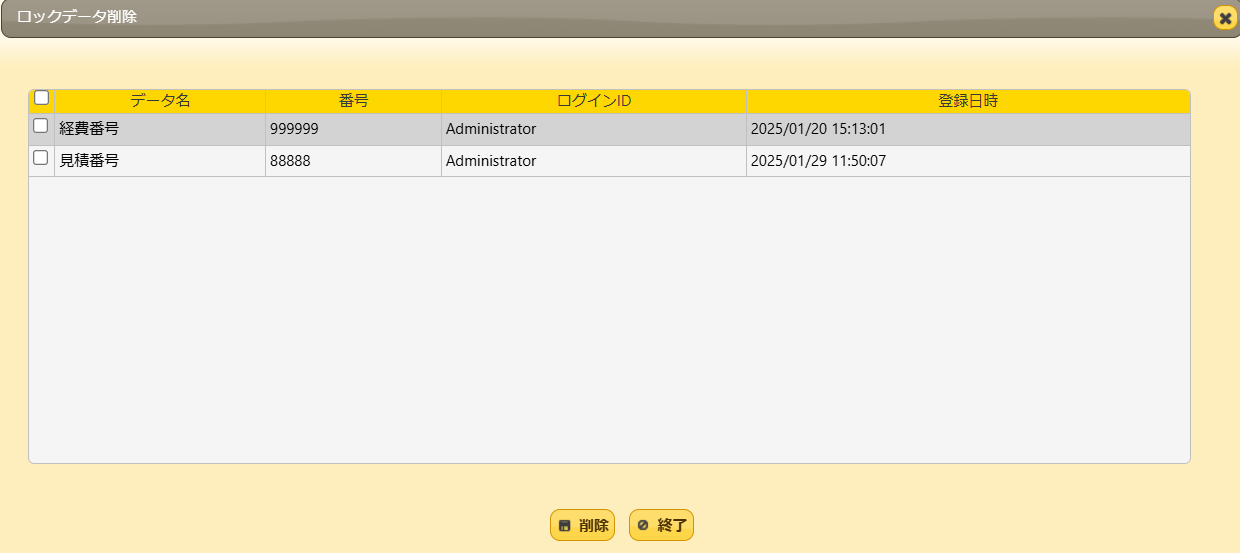 ロックデータ削除
データ名 番号 ログインID 登録日時
経費番号 999999 Administrator 2025/01/20 15:13:01
見積番号 88888 Administrator 2025/01/29 11:50:07
削除 終了